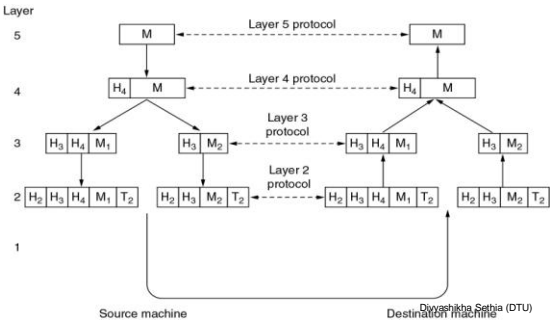 Layer
5 M Layer 5 protocol M
4 H4 M Layer 4 protocol H4 M
3 H3 H4 M1 H3 M2 Layer 3 protocol H3 H4 M1 H3 M2
2 H2 H3 H4 M1 T2 H2 H3 M2 T2 Layer 2 protocol H2 H3 H4 M1 T2 H2 H3 M2 T2
1
Source machine Destination machine
Divyashikha Sethia (DTU)